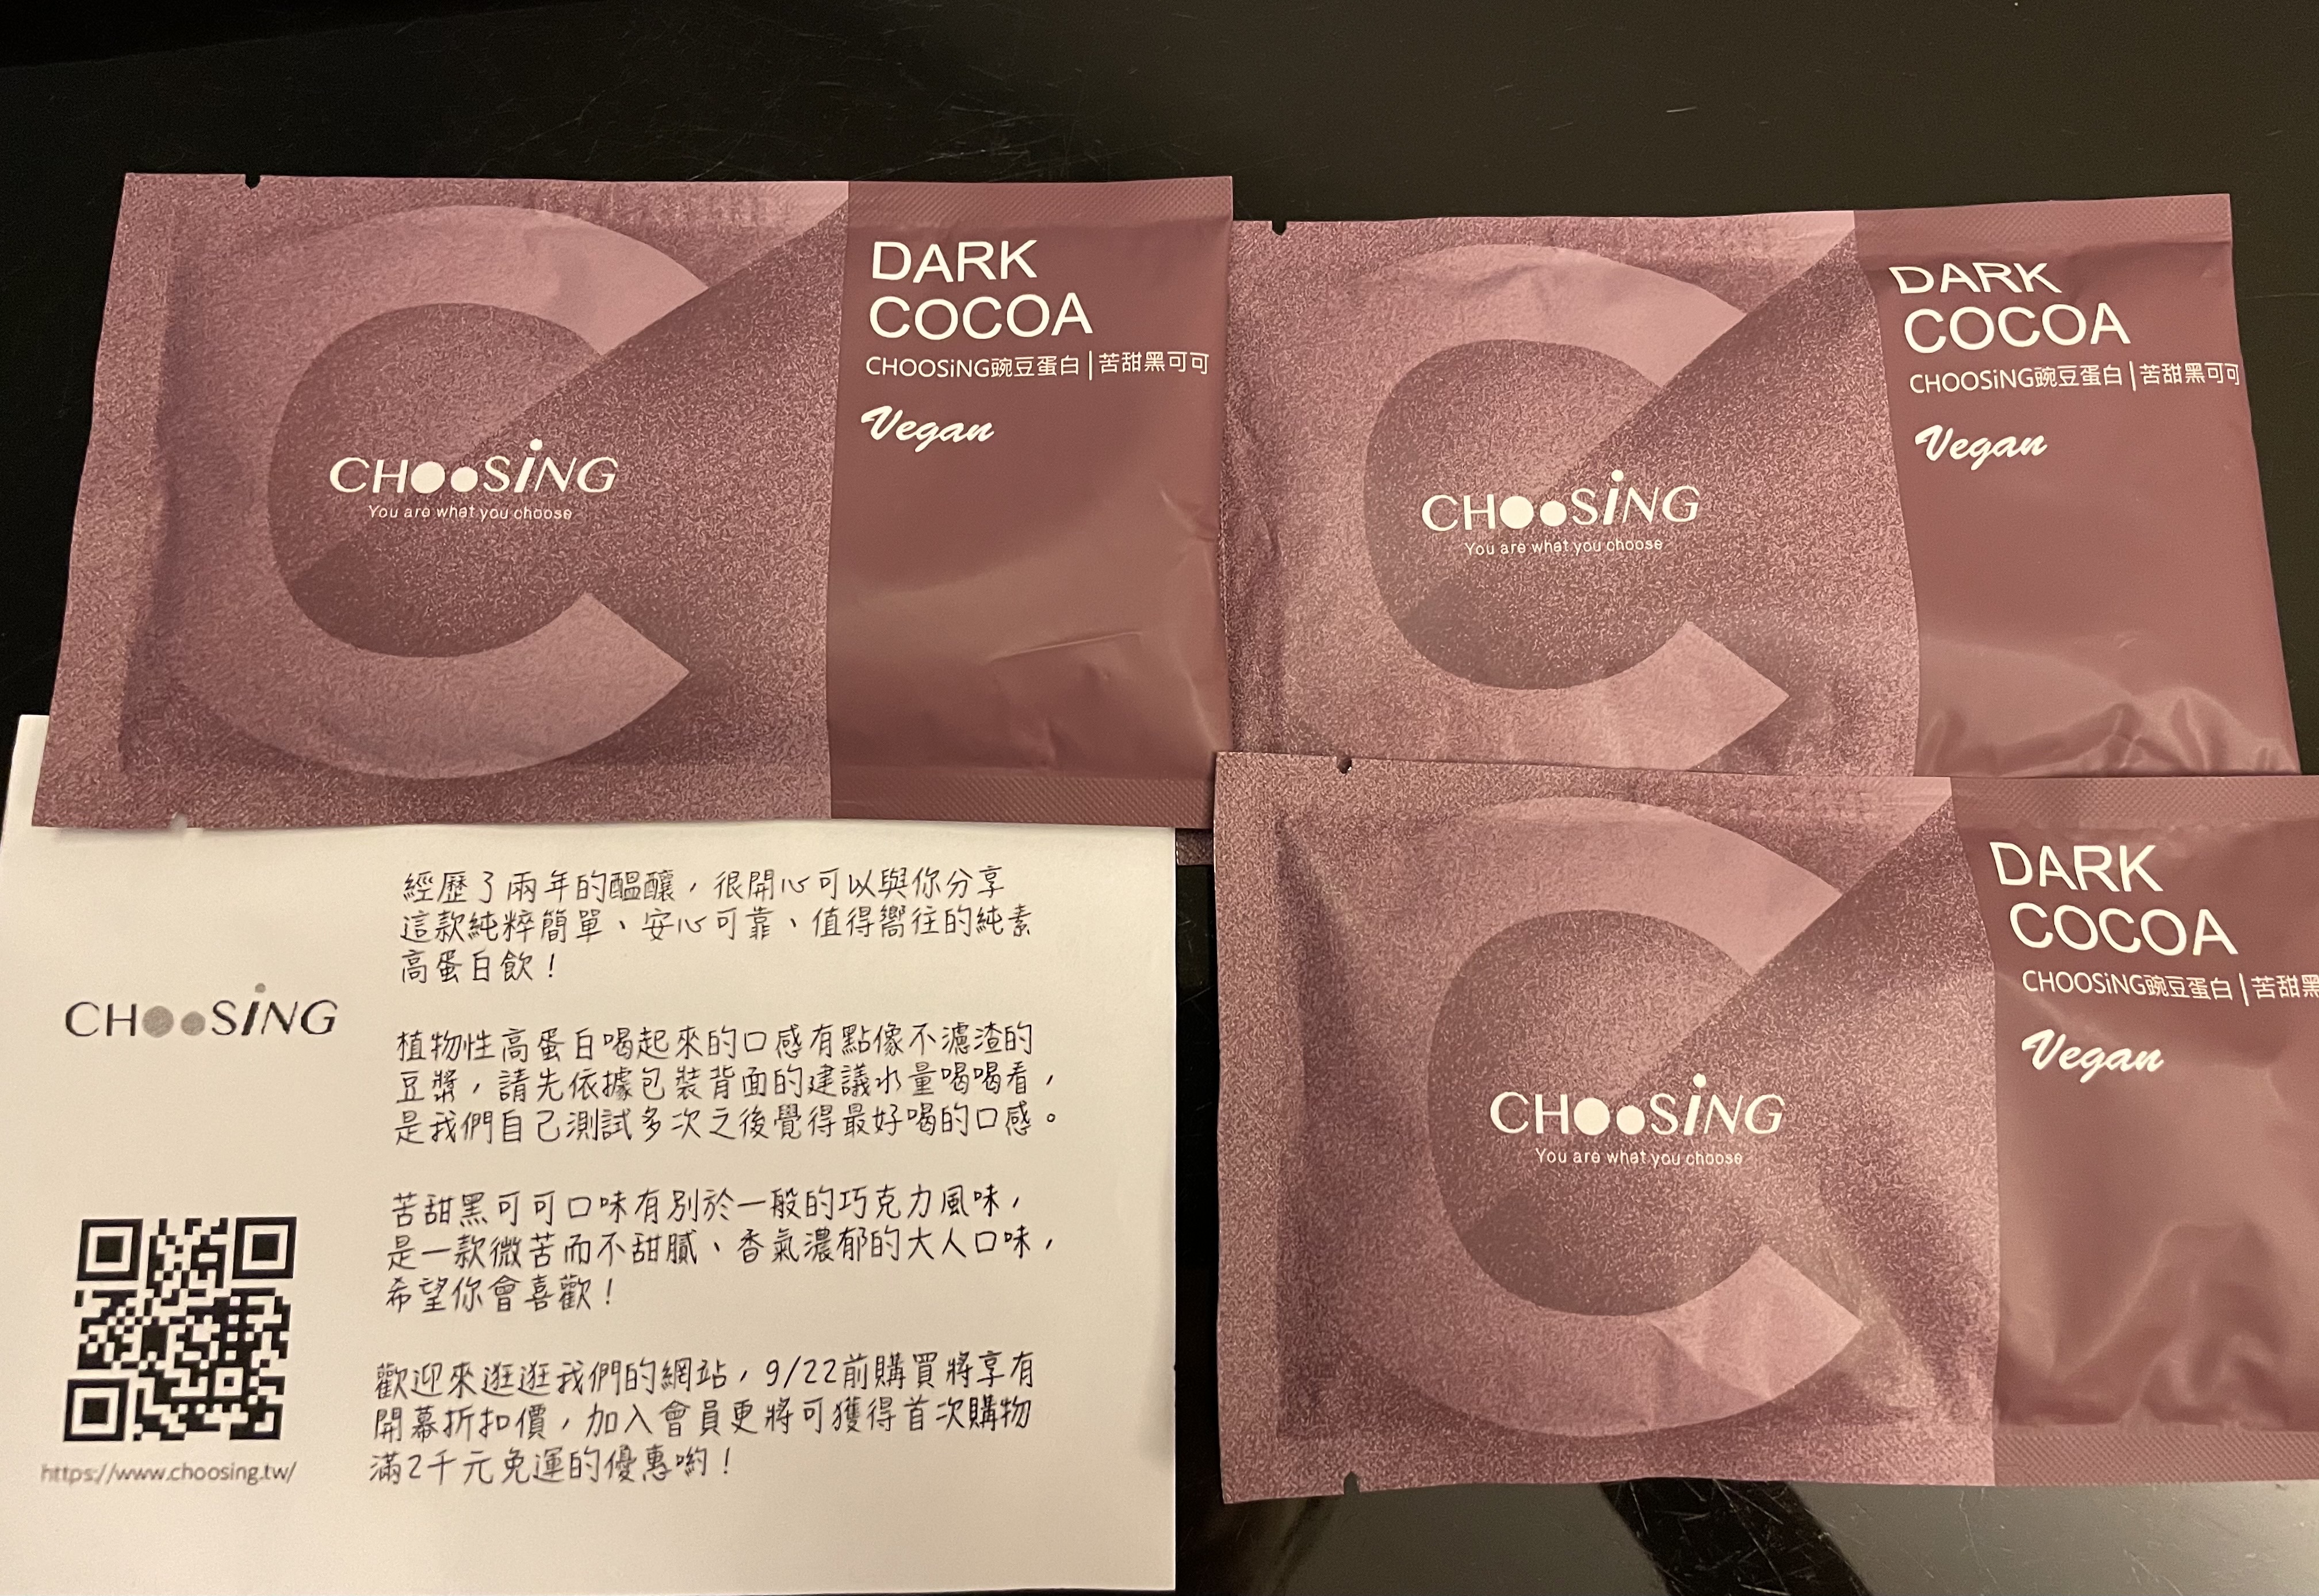 CHOOSiNG
You are what you choose
DARK
COCOA
CHOOSiNG豌豆蛋白|苦甜黑可可
Vegan
CHOOSiNG
You are what you choose
DARK
COCOA
CHOOSiNG豌豆蛋白|苦甜黑可可
Vegan
CHOOSiNG
You are what you choose
DARK
COCOA
CHOOSiNG豌豆蛋白|苦甜黑
Vegan
CHOOSiNG
https://www.choosing.tw/
經歷了兩年的醞釀,很開心可以與你分享
這款純粹簡單、安心可靠、值得嚮往的純素
高蛋白飲!
植物性高蛋白喝起來的口感有點像不濾渣的
豆漿,請先依據包裝背面的建議水量喝喝看,
是我們自己測試多次之後覺得最好喝的口感。
苦甜黑可可口味有別於一般的巧克力風味,
是一款微苦而不甜膩、香氣濃郁的大人口味,
希望你會喜歡!
歡迎來逛逛我們的網站,9/22前購買將享有
開幕折扣價,加入會員更將可獲得首次購物
滿2千元免運的優惠喲!